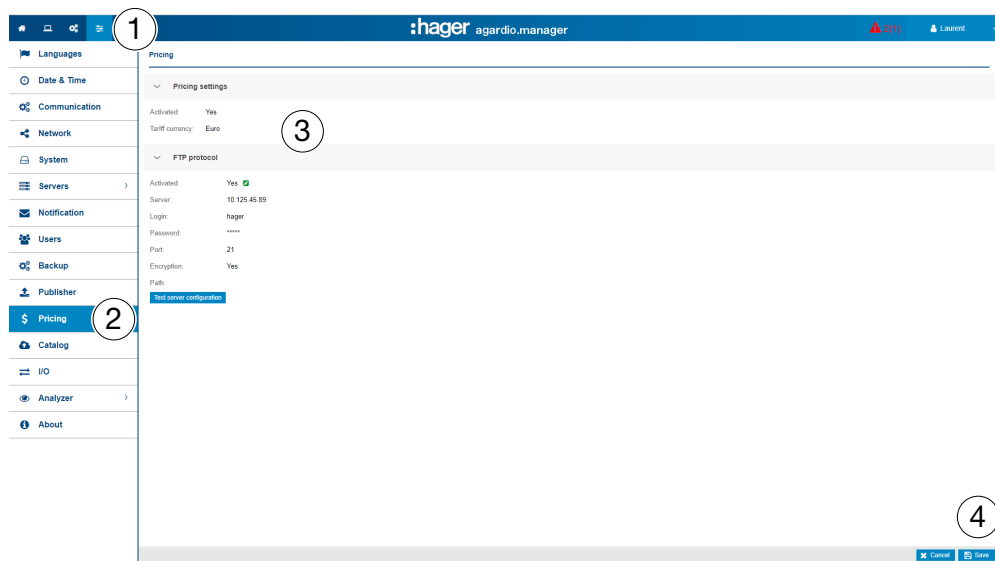 1
:hager agardio.manager
Laurent
Languages
Date & Time
Communication
Network
System
Servers
Notification
Users
Backup
Publisher
Pricing
2
Catalog
I/O
Analyzer
About
Pricing
Pricing settings
Activated: Yes
Tariff currency: Euro
3
FTP protocol
Activated: Yes
Server: 10.125.45.89
Login: hager
Password: *****
Port: 21
Encryption: Yes
Path:
Test server configuration
4
Cancel Save